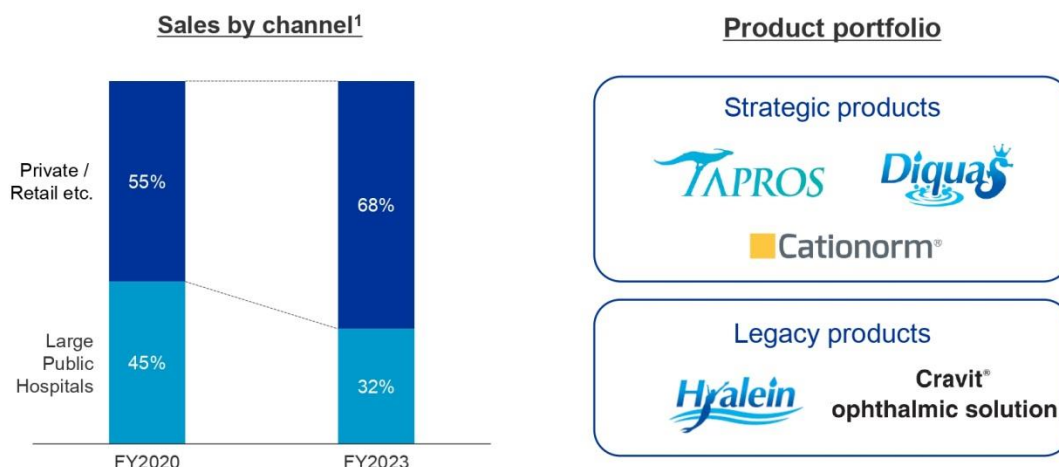 Sales by channel1
Private /
Retail etc.
55%
68%
Large
Public
Hospitals
45%
32%
FY2020
FY2023
Product portfolio
Strategic products
TAPROS
Diquas
Cationorm®
Legacy products
Hyalein
Cravit®
ophthalmic solution